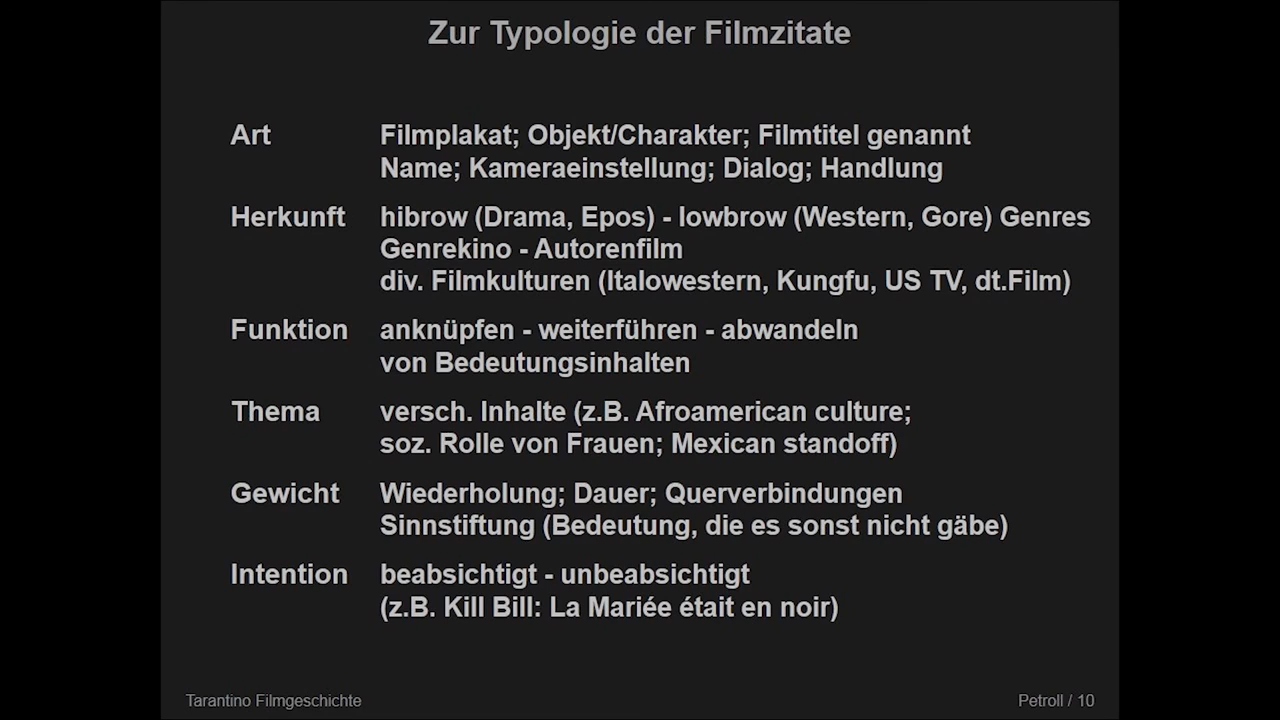 Zur Typologie der Filmzitate
Art Filmplakat; Objekt/Charakter; Filmtitel genannt
Name; Kameraeinstellung; Dialog; Handlung
Herkunft hibrow (Drama, Epos) - lowbrow (Western, Gore) Genres
Genrekino - Autorenfilm
div. Filmkulturen (Italowestern, Kungfu, US TV, dt.Film)
Funktion anknüpfen - weiterführen - abwandeln
von Bedeutungsinhalten
Thema versch. Inhalte (z.B. Afroamerican culture;
soz. Rolle von Frauen; Mexican standoff)
Gewicht Wiederholung; Dauer; Querverbindungen
Sinnstiftung (Bedeutung, die es sonst nicht gäbe)
Intention beabsichtigt - unbeabsichtigt
(z.B. Kill Bill: La Mariée était en noir)
Tarantino Filmgeschichte Petroll / 10